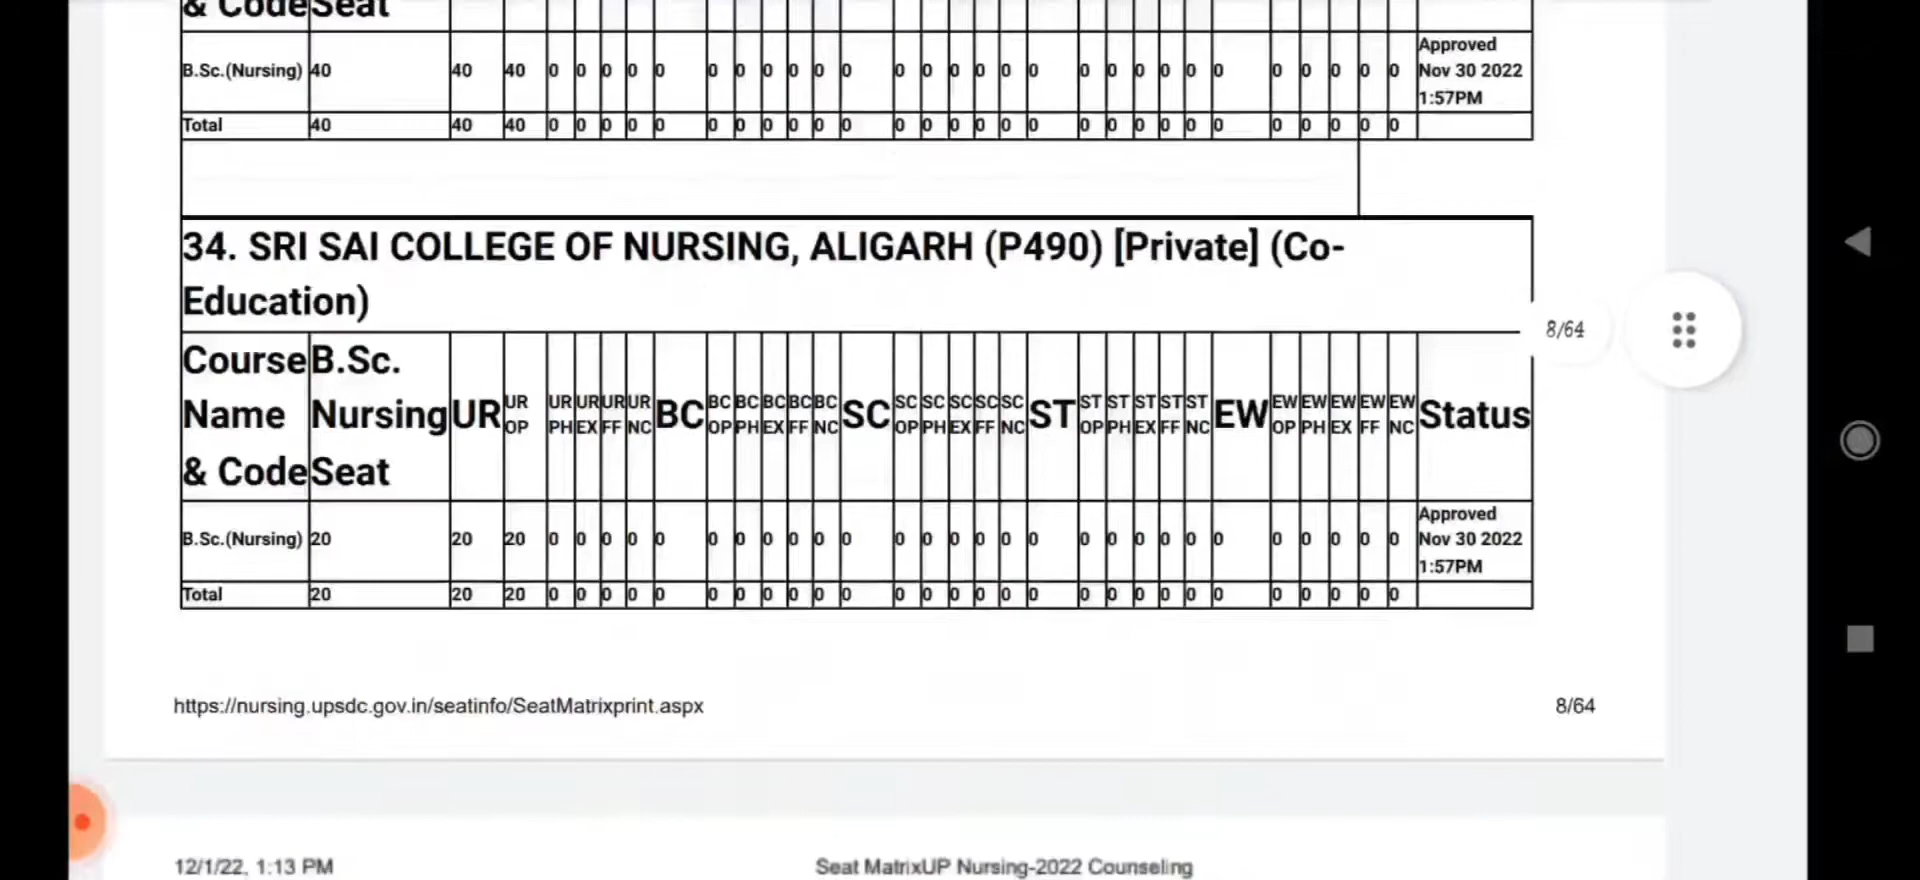 & CodeSeat
B.Sc.(Nursing) 40 40 40 0 0 0 0 0 0 0 0 0 0 0 0 0 0 0 0 0 0 0 0 0 0 0 0 0 0 0 0 Approved Nov 30 2022 1:57PM
Total 40 40 40 0 0 0 0 0 0 0 0 0 0 0 0 0 0 0 0 0 0 0 0 0 0 0 0 0 0 0 0
34. SRI SAI COLLEGE OF NURSING, ALIGARH (P490) [Private] (Co-
Education)
Course Name & Code B.Sc. Nursing Seat UR UR OP UR PH UR EX UR FF UR NC BC BC OP BC PH BC EX BC FF BC NC SC SC OP SC PH SC EX SC FF SC NC ST ST OP ST PH ST EX ST FF ST NC EW EW OP EW PH EW EX EW FF EW NC Status
8/64
B.Sc.(Nursing) 20 20 20 0 0 0 0 0 0 0 0 0 0 0 0 0 0 0 0 0 0 0 0 0 0 0 0 0 0 0 0 Approved Nov 30 2022 1:57PM
Total 20 20 20 0 0 0 0 0 0 0 0 0 0 0 0 0 0 0 0 0 0 0 0 0 0 0 0 0 0 0 0
https://nursing.upsdc.gov.in/seatinfo/SeatMatrixprint.aspx 8/64
12/1/22, 1:13 PM Seat MatrixUP Nursing-2022 Counseling